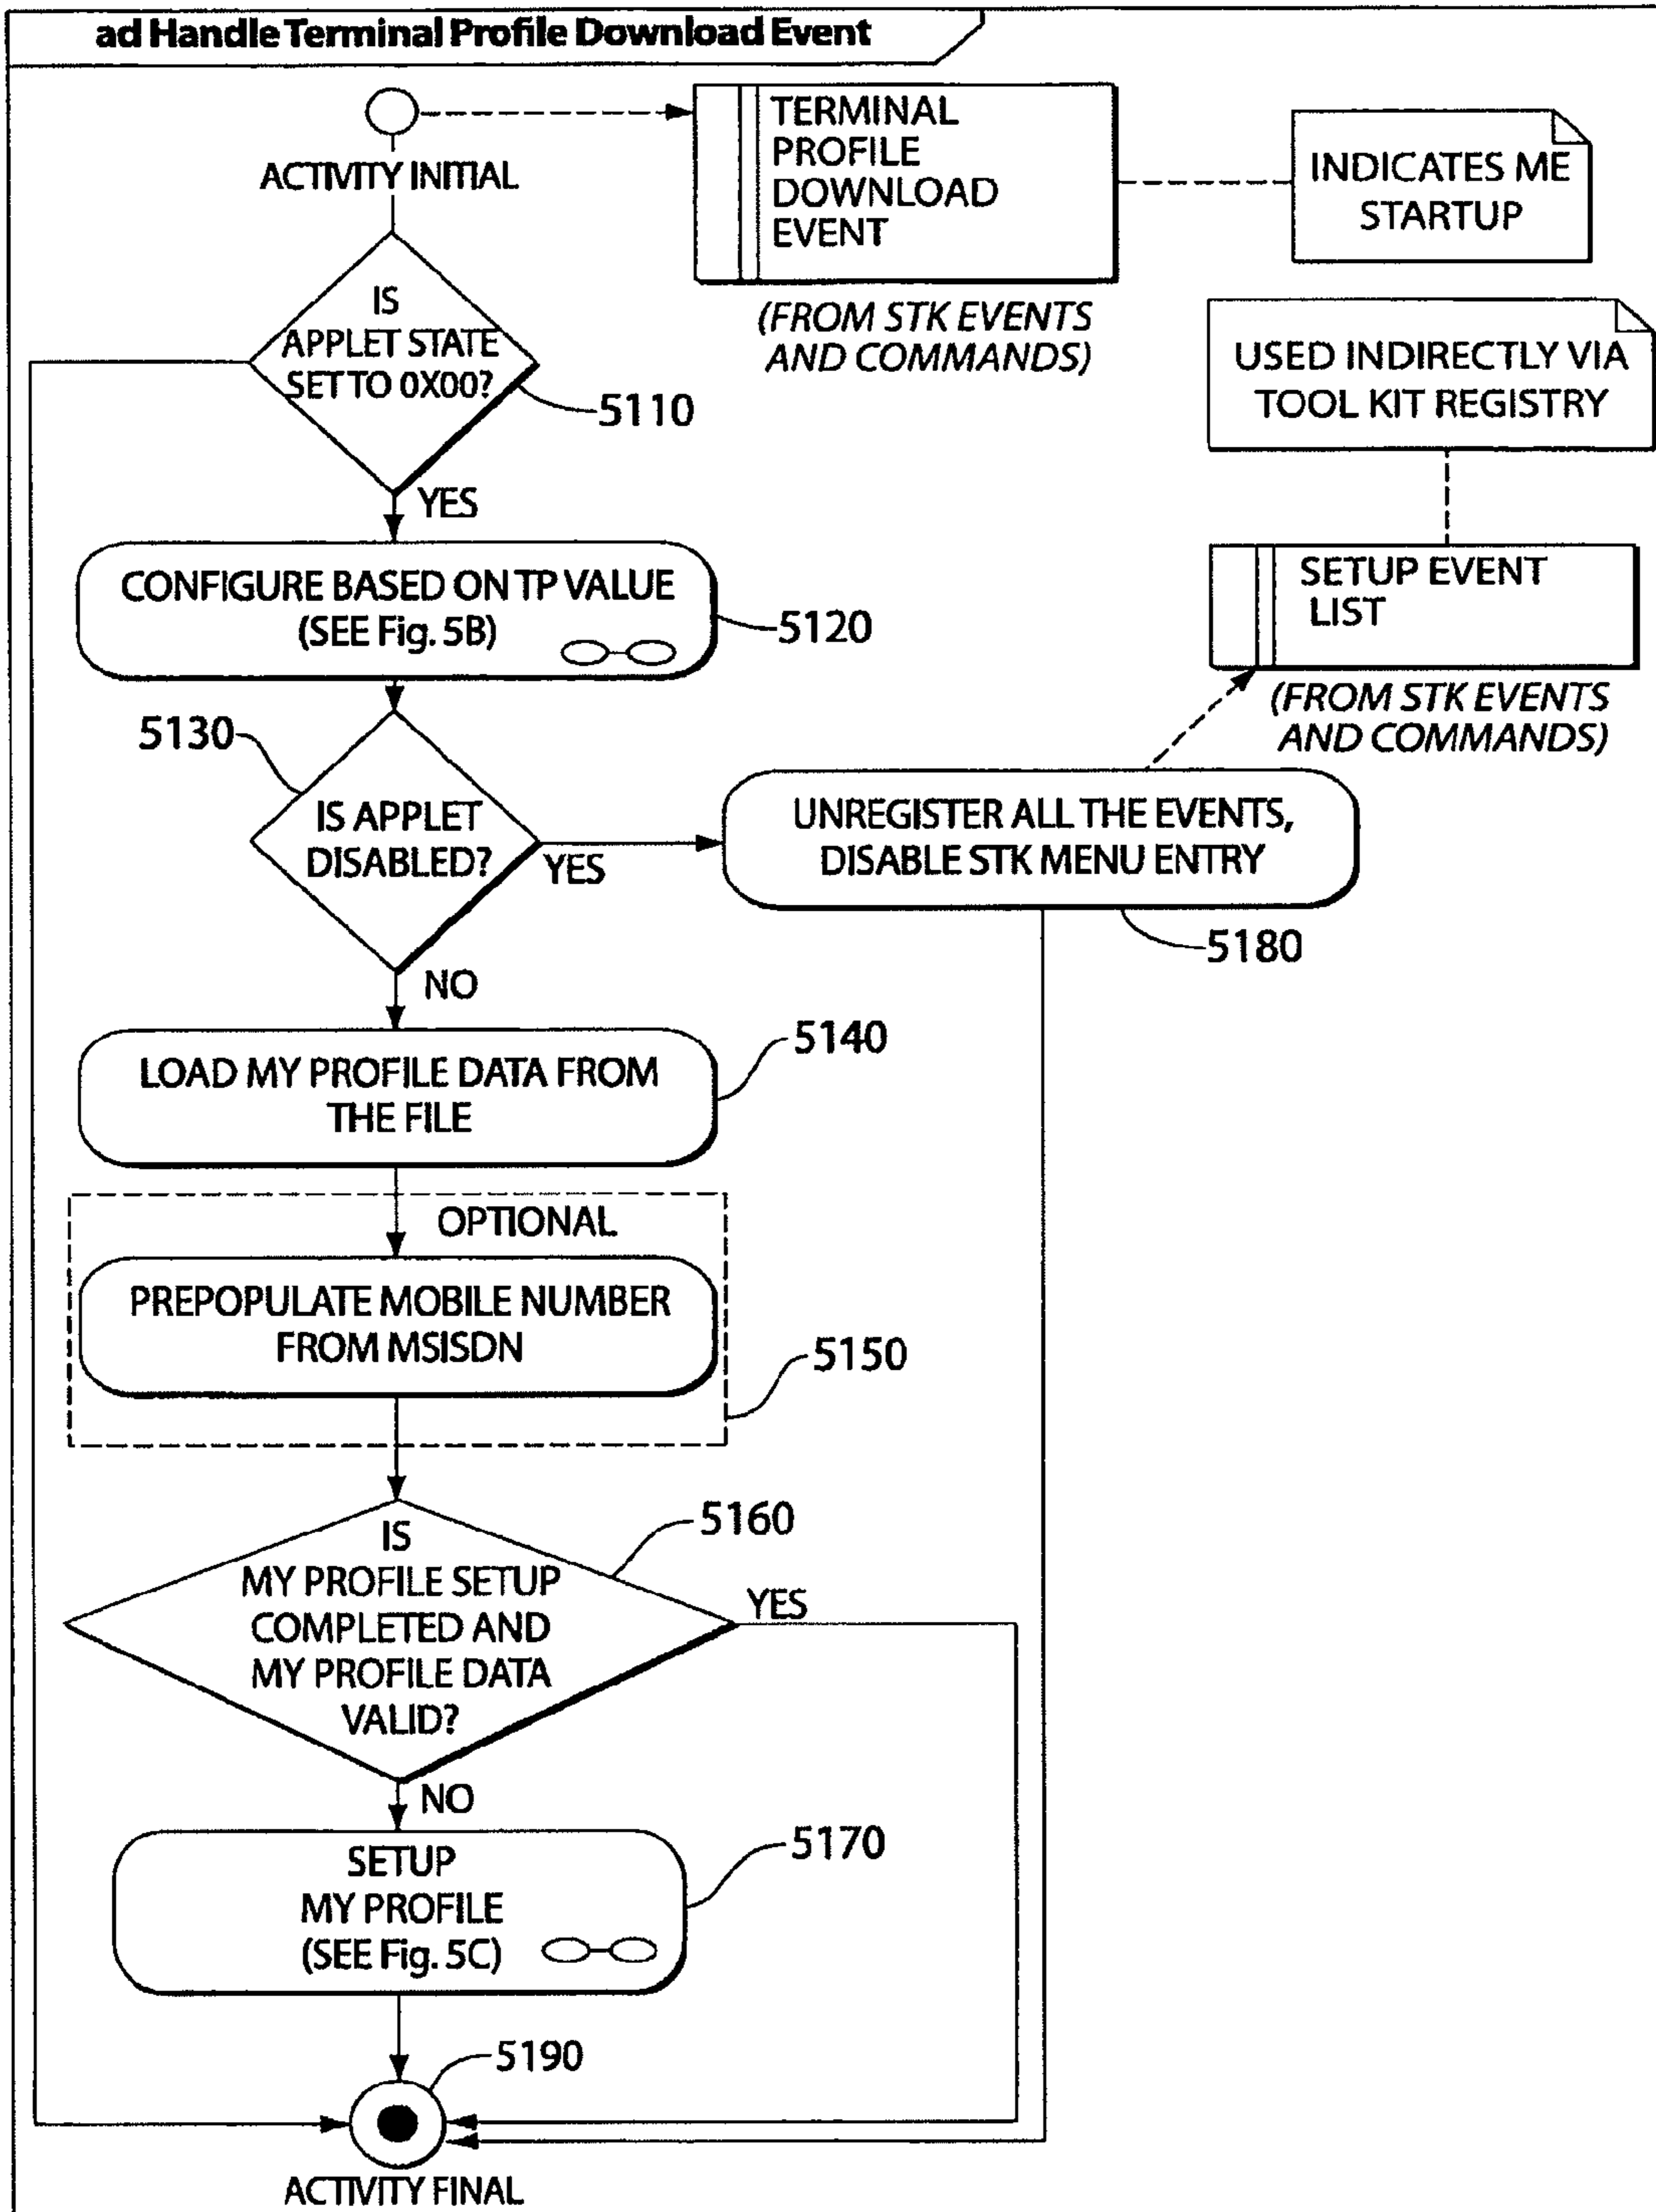 ad Handle Terminal Profile Download Event
ACTIVITY INITIAL
TERMINAL
PROFILE
DOWNLOAD
EVENT
(FROM STK EVENTS
AND COMMANDS)
INDICATES ME
STARTUP
IS
APPLET STATE
SET TO 0X00?
5110
YES
USED INDIRECTLY VIA
TOOL KIT REGISTRY
CONFIGURE BASED ON TP VALUE
(SEE Fig. 5B)
5120
SETUP EVENT
LIST
(FROM STK EVENTS
AND COMMANDS)
5130
IS APPLET
DISABLED?
YES
UNREGISTER ALL THE EVENTS,
DISABLE STK MENU ENTRY
5180
NO
LOAD MY PROFILE DATA FROM
THE FILE
5140
OPTIONAL
PREPOPULATE MOBILE NUMBER
FROM MSISDN
5150
IS
MY PROFILE SETUP
COMPLETED AND
MY PROFILE DATA
VALID?
5160
YES
NO
SETUP
MY PROFILE
(SEE Fig. 5C)
5170
5190
ACTIVITY FINAL